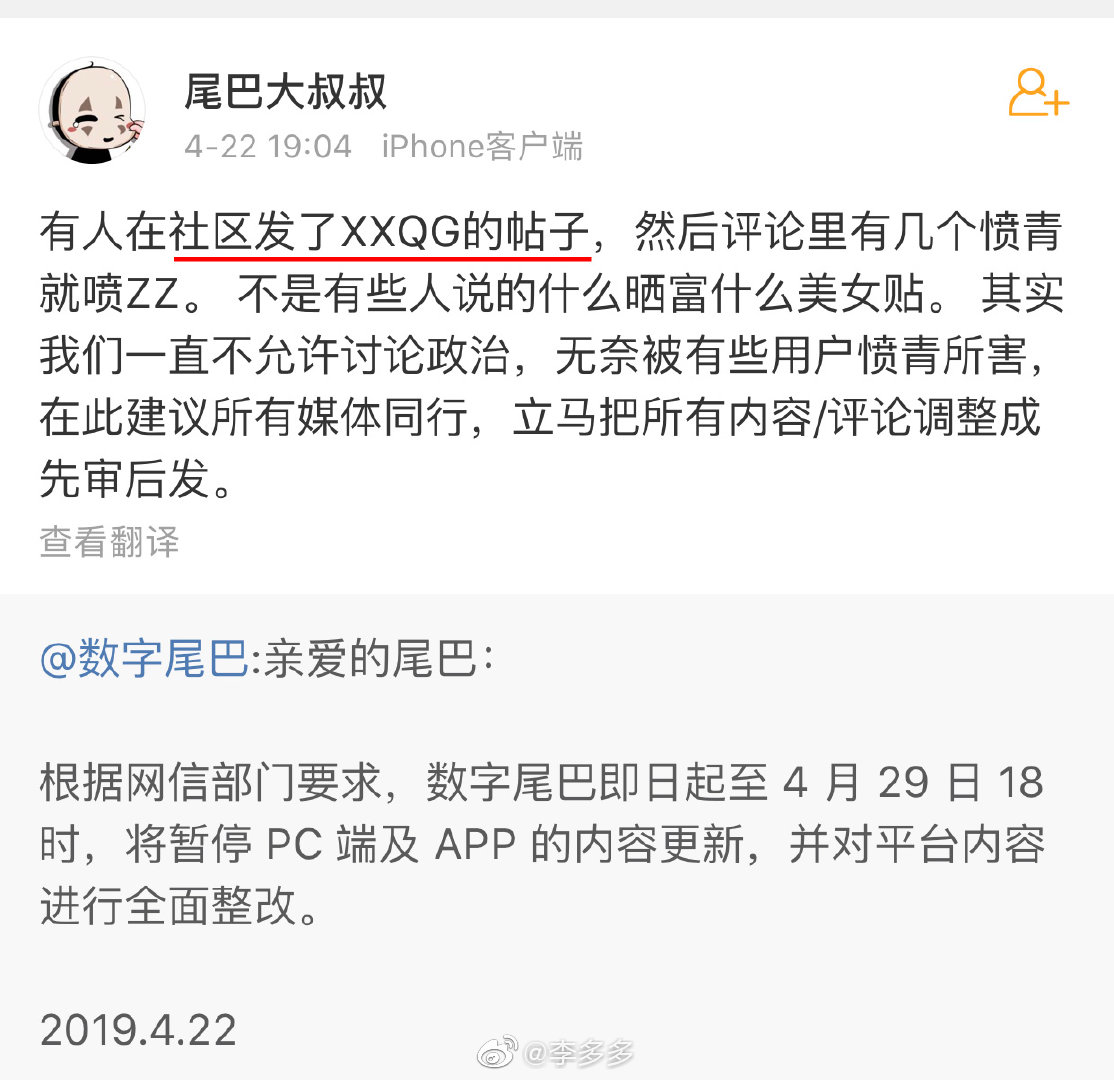 尾巴大叔叔
4-22 19:04 iPhone客户端
有人在社区发了XXQG的帖子，然后评论里有几个愤青
就喷ZZ。 不是有些人说的什么晒富什么美女贴。 其实
我们一直不允许讨论政治，无奈被有些用户愤青所害，
在此建议所有媒体同行，立马把所有内容/评论调整成
先审后发。
查看翻译
@数字尾巴:亲爱的尾巴：
根据网信部门要求，数字尾巴即日起至 4 月 29 日 18
时，将暂停 PC 端及 APP 的内容更新，并对平台内容
进行全面整改。
2019.4.22
@李多多